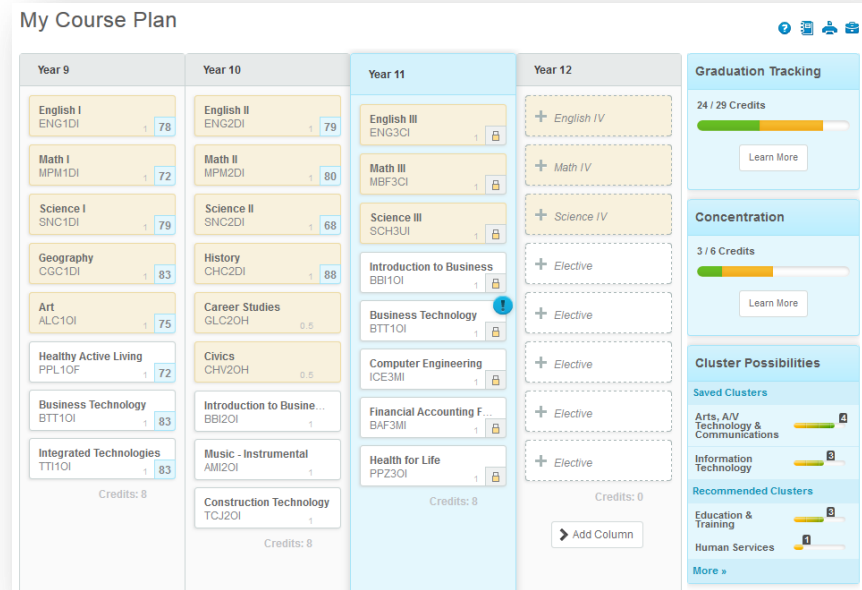 My Course Plan
Year 9
English I
ENG1DI
1 78
Math I
MPM1DI
1 72
Science I
SNC1DI
1 79
Geography
CGC1DI
1 83
Art
ALC1OI
1 75
Healthy Active Living
PPL1OF
1 72
Business Technology
BTT1OI
1 83
Integrated Technologies
TTI1OI
1 83
Credits: 8
Year 10
English II
ENG2DI
1 79
Math II
MPM2DI
1 80
Science II
SNC2DI
1 68
History
CHC2DI
1 88
Career Studies
GLC2OH
0.5
Civics
CHV2OH
0.5
Introduction to Busine...
BBI2OI
1
Music - Instrumental
AMI2OI
1
Construction Technology
TCJ2OI
1
Credits: 8
Year 11
English III
ENG3CI
1
Math III
MBF3CI
1
Science III
SCH3UI
1
Introduction to Business
BBI1OI
1
!
Business Technology
BTT1OI
1
Computer Engineering
ICE3MI
1
Financial Accounting F...
BAF3MI
1
Health for Life
PPZ3OI
1
Credits: 8
Year 12
+ English IV
+ Math IV
+ Science IV
+ Elective
+ Elective
+ Elective
+ Elective
+ Elective
Credits: 0
Add Column
?
Graduation Tracking
24 / 29 Credits
Learn More
Concentration
3 / 6 Credits
Learn More
Cluster Possibilities
Saved Clusters
Arts, A/V
Technology &
Communications
4
Information
Technology
3
Recommended Clusters
Education &
Training
3
Human Services
1
More »